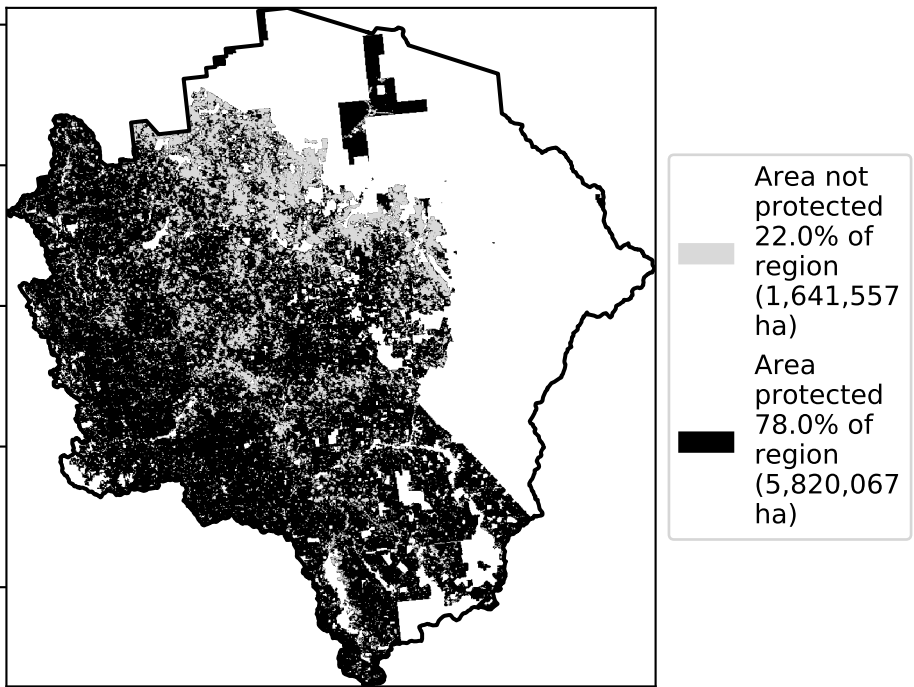 Area not
protected
22.0% of
region
(1,641,557
ha)
Area
protected
78.0% of
region
(5,820,067
ha)